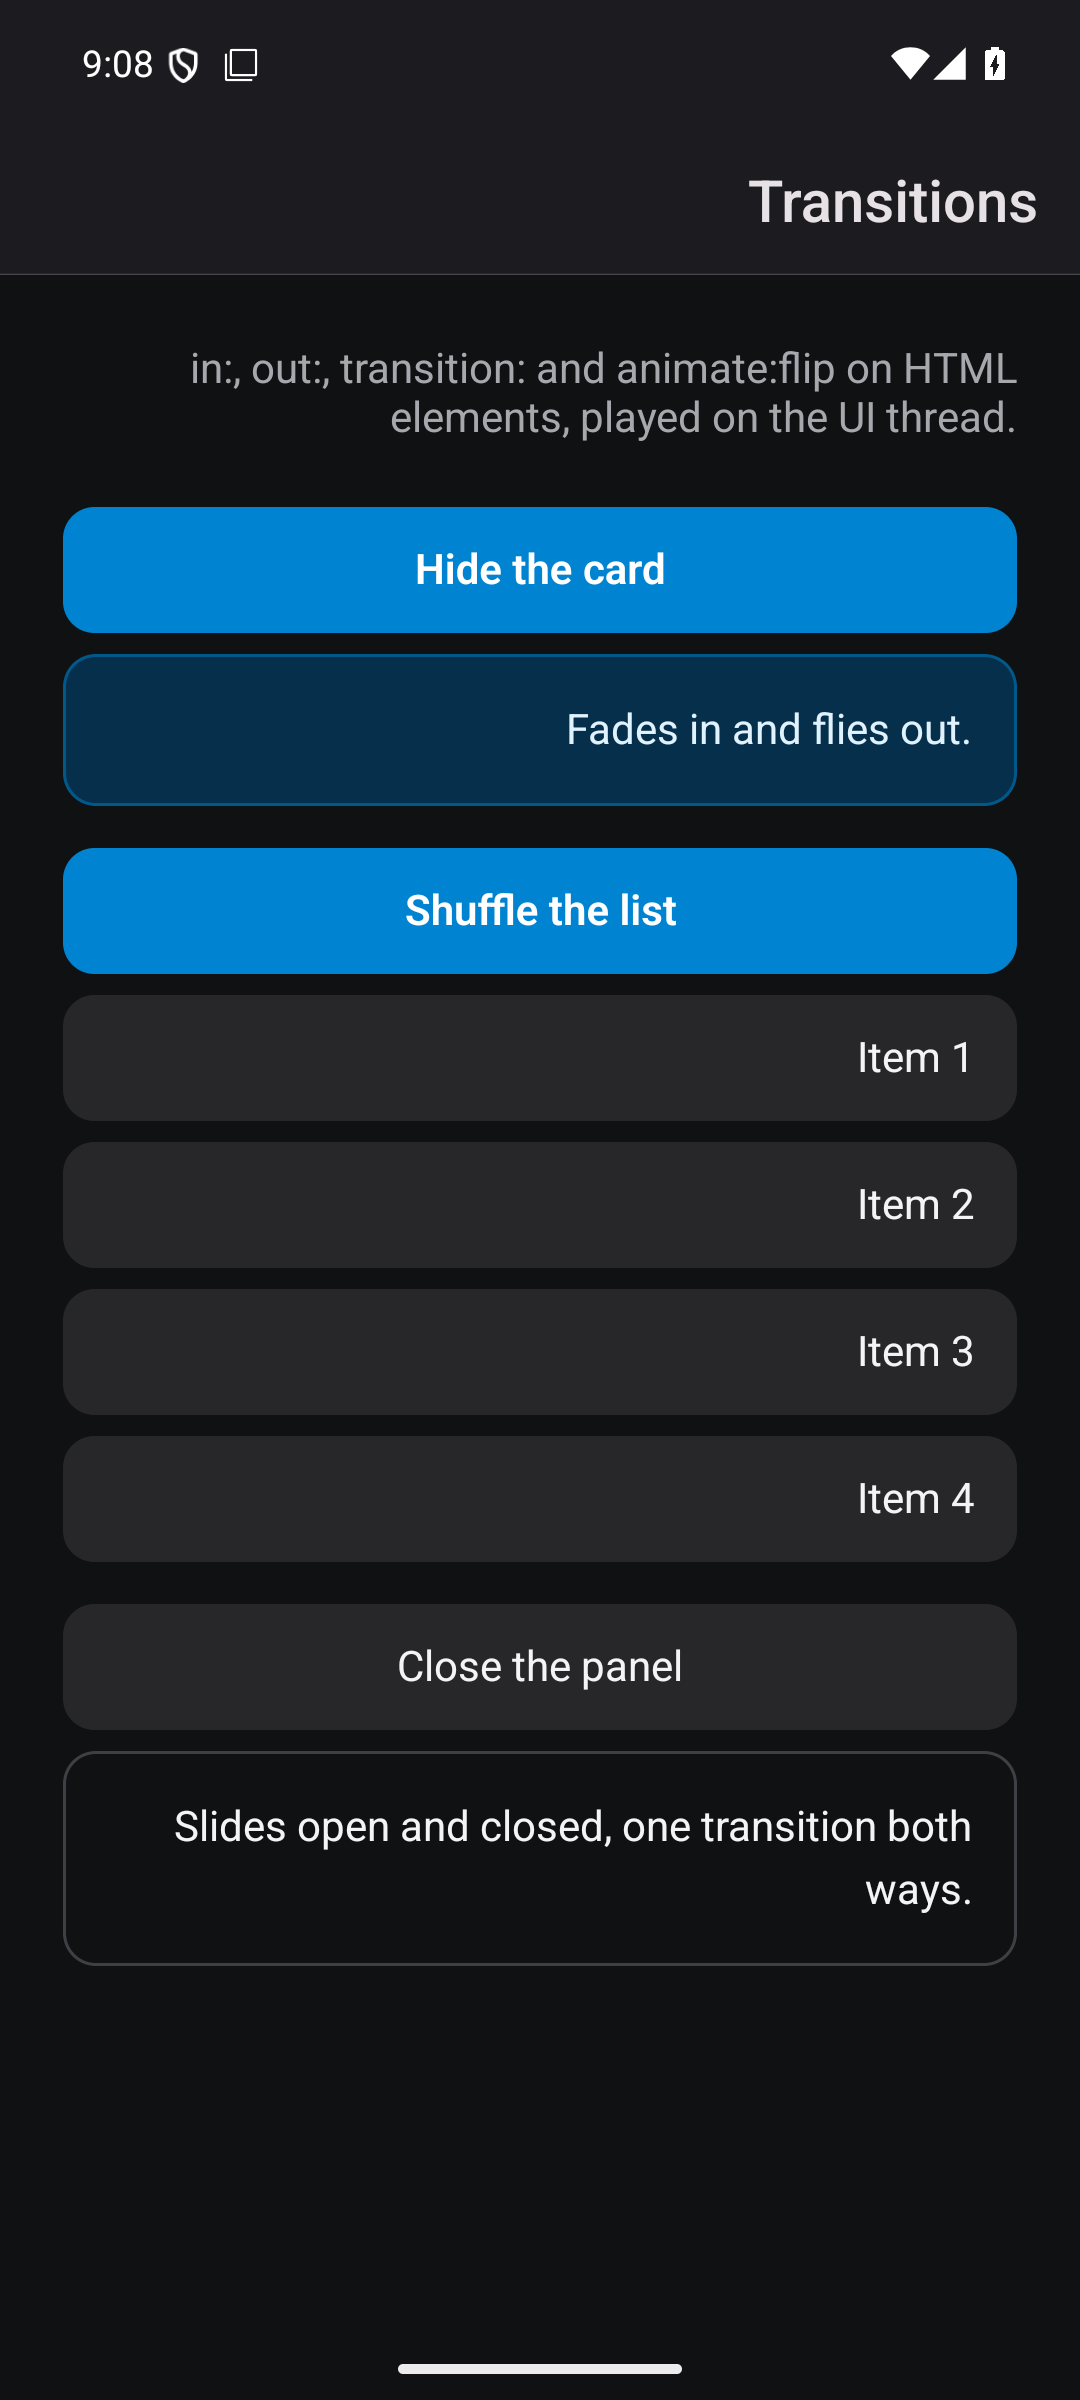 9:08
Transitions
in:, out:, transition: and animate:flip on HTML
elements, played on the UI thread.
Hide the card
Fades in and flies out.
Shuffle the list
Item 1
Item 2
Item 3
Item 4
Close the panel
Slides open and closed, one transition both
ways.